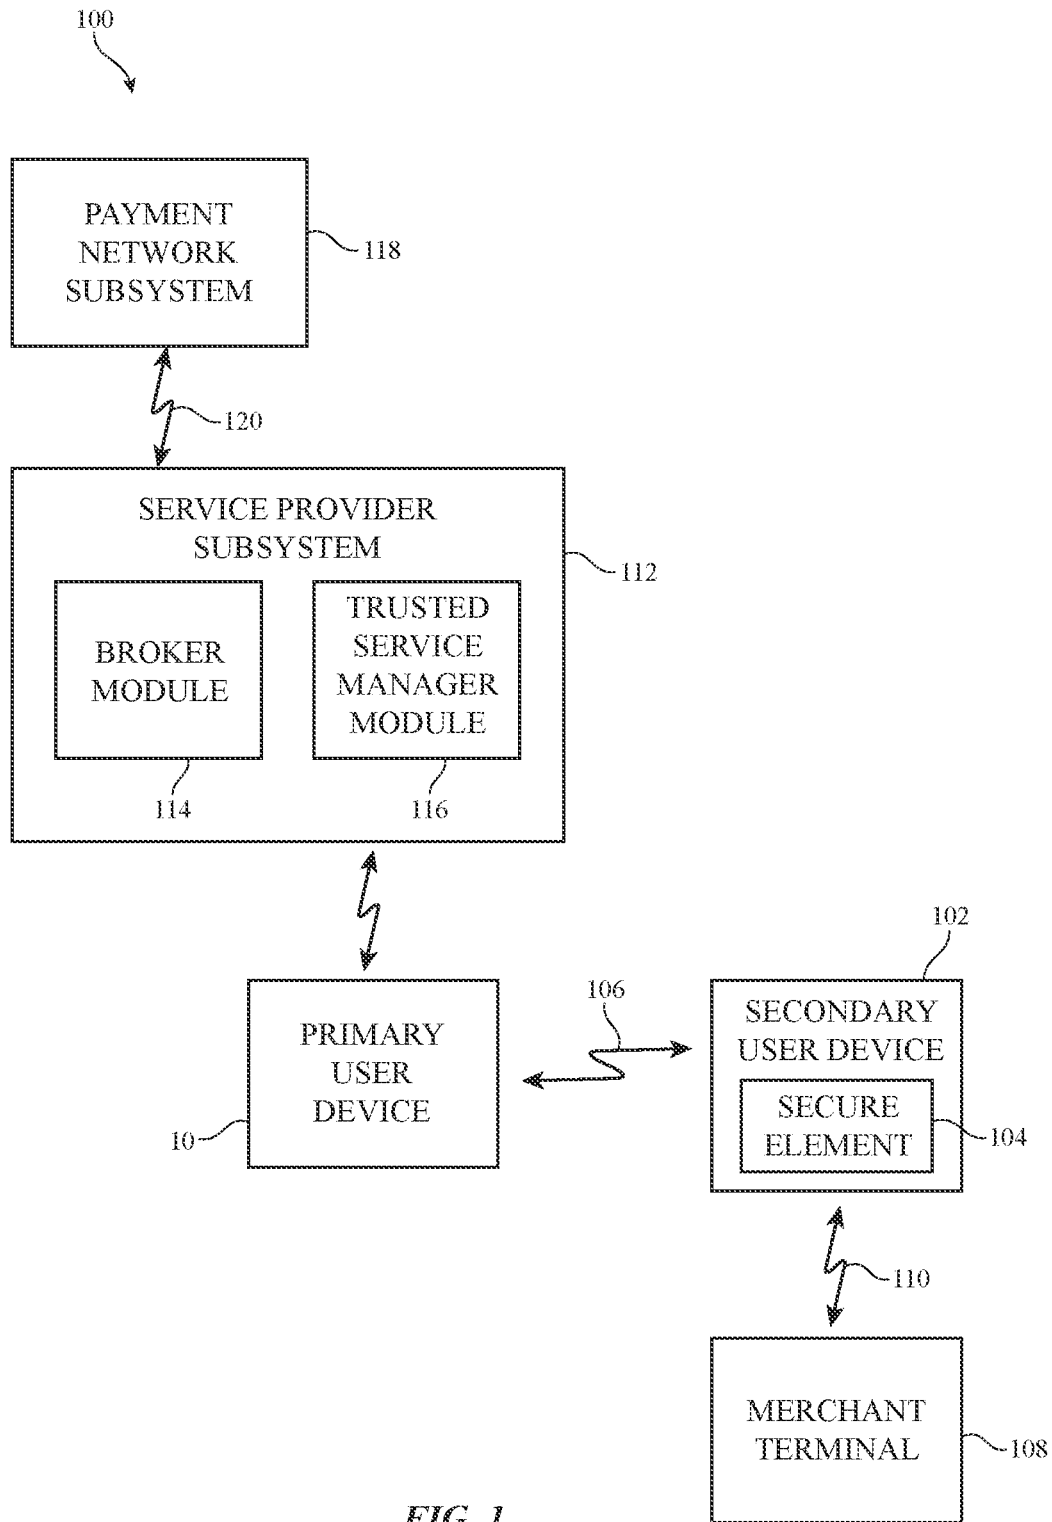 100
PAYMENT
NETWORK
SUBSYSTEM
118
120
SERVICE PROVIDER
SUBSYSTEM
112
BROKER
MODULE
TRUSTED
SERVICE
MANAGER
MODULE
114
116
102
106
PRIMARY
USER
DEVICE
10
SECONDARY
USER DEVICE
SECURE
ELEMENT
104
110
MERCHANT
TERMINAL
108
FIG. 1